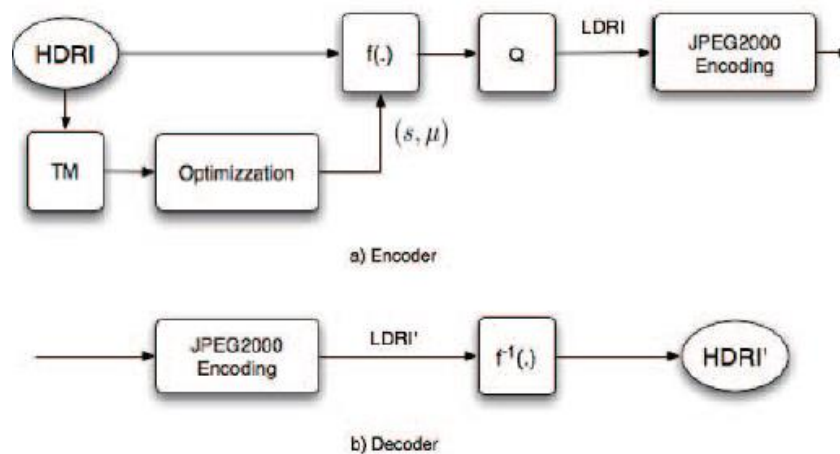 HDRI
f(.)
Q
LDRI
JPEG2000
Encoding
TM
Optimizzation
(s, μ)
a) Encoder
JPEG2000
Encoding
LDRI'
f⁻¹(.)
HDRI'
b) Decoder